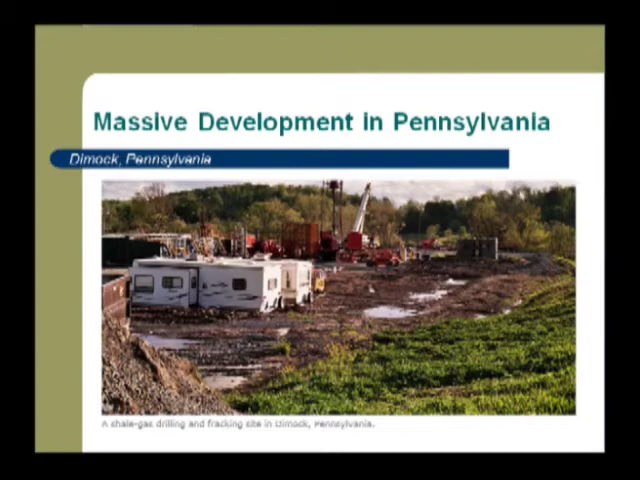 Massive Development in Pennsylvania
Dimock, Pennsylvania
A shale-gas drilling and fracking site in Dimock, Pennsylvania.